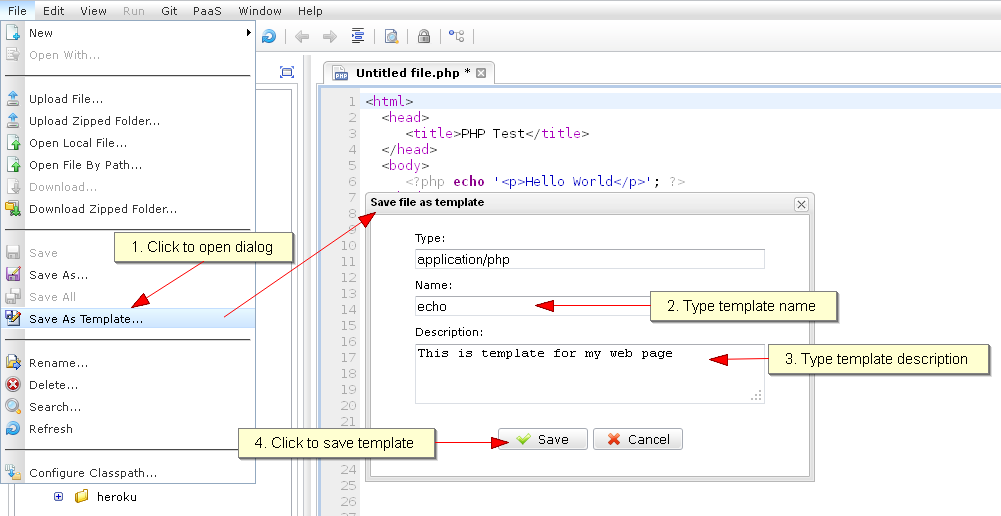 File Edit View Run Git PaaS Window Help
New
Open With...
Upload File...
Upload Zipped Folder...
Open Local File...
Open File By Path...
Download...
Download Zipped Folder...
Save
Save As...
Save All
Save As Template...
Rename...
Delete...
Search...
Refresh
Configure Classpath...
heroku
PHP
Untitled file.php *
1 <html>
2 <head>
3 <title>PHP Test</title>
4 </head>
5 <body>
6 <?php echo '<p>Hello World</p>'; ?>
7
8
10
11
12
13
14
15
16
17
18
19
20
21
24
25
26
Save file as template
Type:
application/php
Name:
echo
Description:
This is template for my web page
Save
Cancel
1. Click to open dialog
2. Type template name
3. Type template description
4. Click to save template